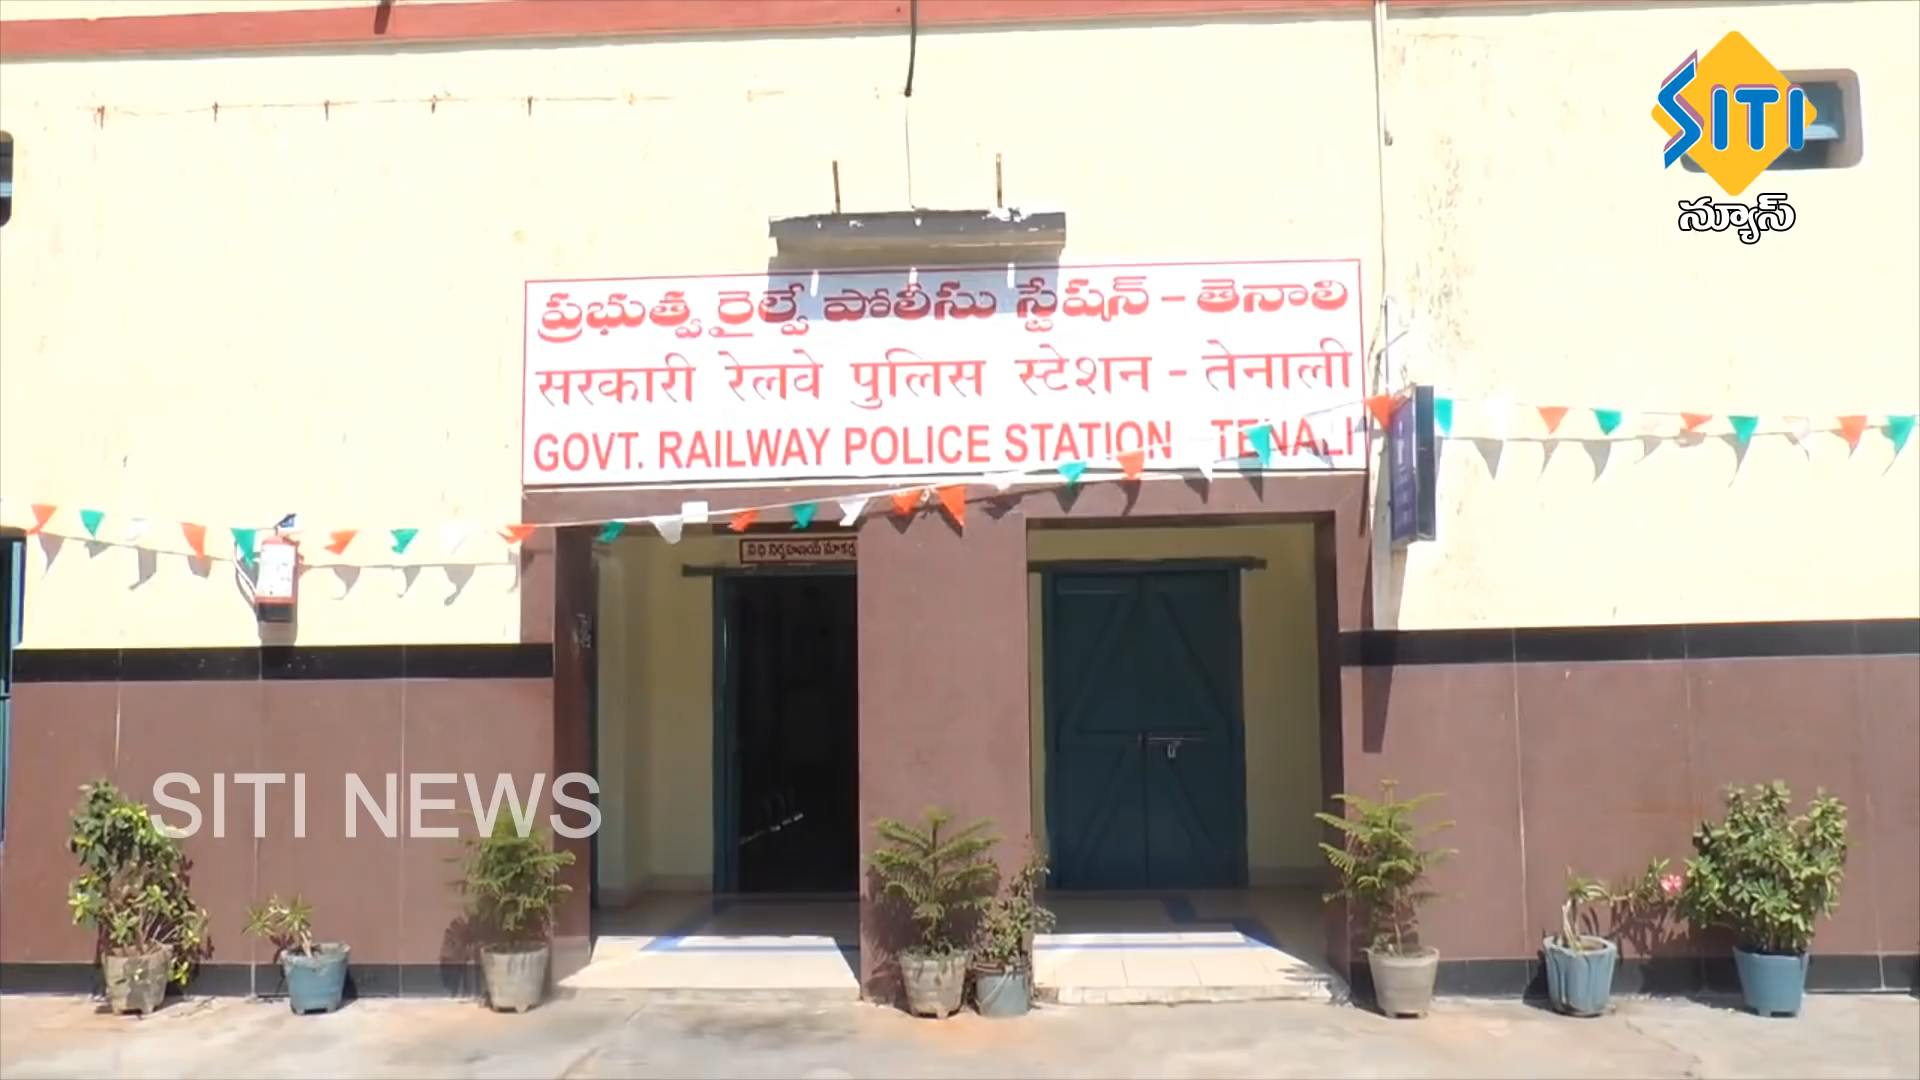 SITI
న్యూస్
ప్రభుత్వ రైల్వే పోలీసు స్టేషన్ - తెనాలి
सरकारी रेलवे पुलिस स्टेशन - तेनाली
GOVT. RAILWAY POLICE STATION TENALI
SITI NEWS